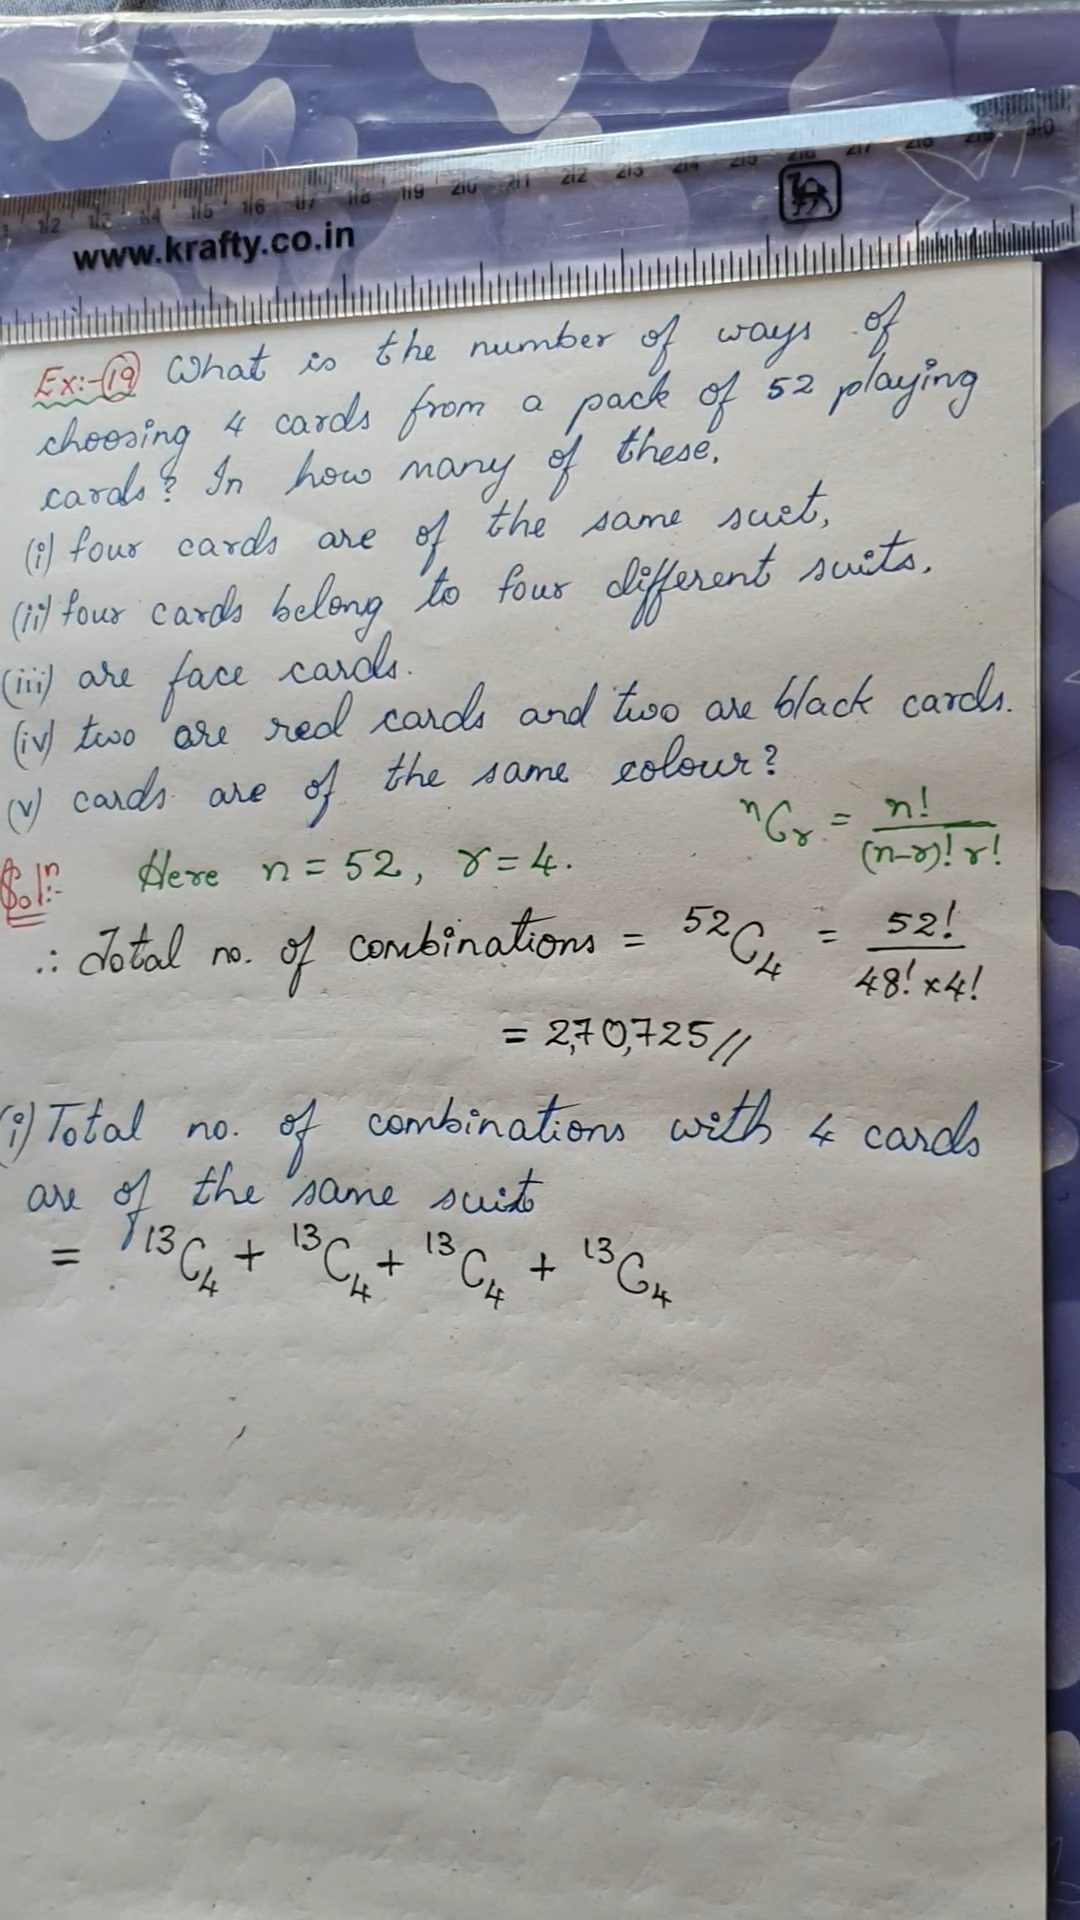 www.krafty.co.in
Ex:-19 What is the number of ways of
choosing 4 cards from a pack of 52 playing
cards? In how many of these,
(i) four cards are of the same suit,
(ii) four cards belong to four different suits,
(iii) are face cards.
(iv) two are red cards and two are black cards.
(v) cards are of the same colour?
ⁿCᵣ = n! / (n-r)! r!
Solⁿ:- Here n = 52, r = 4.
∴ Total no. of combinations = ⁵²C₄ = 52! / 48! × 4!
= 2,70,725//
(i) Total no. of combinations with 4 cards
are of the same suit
= ¹³C₄ + ¹³C₄ + ¹³C₄ + ¹³C₄